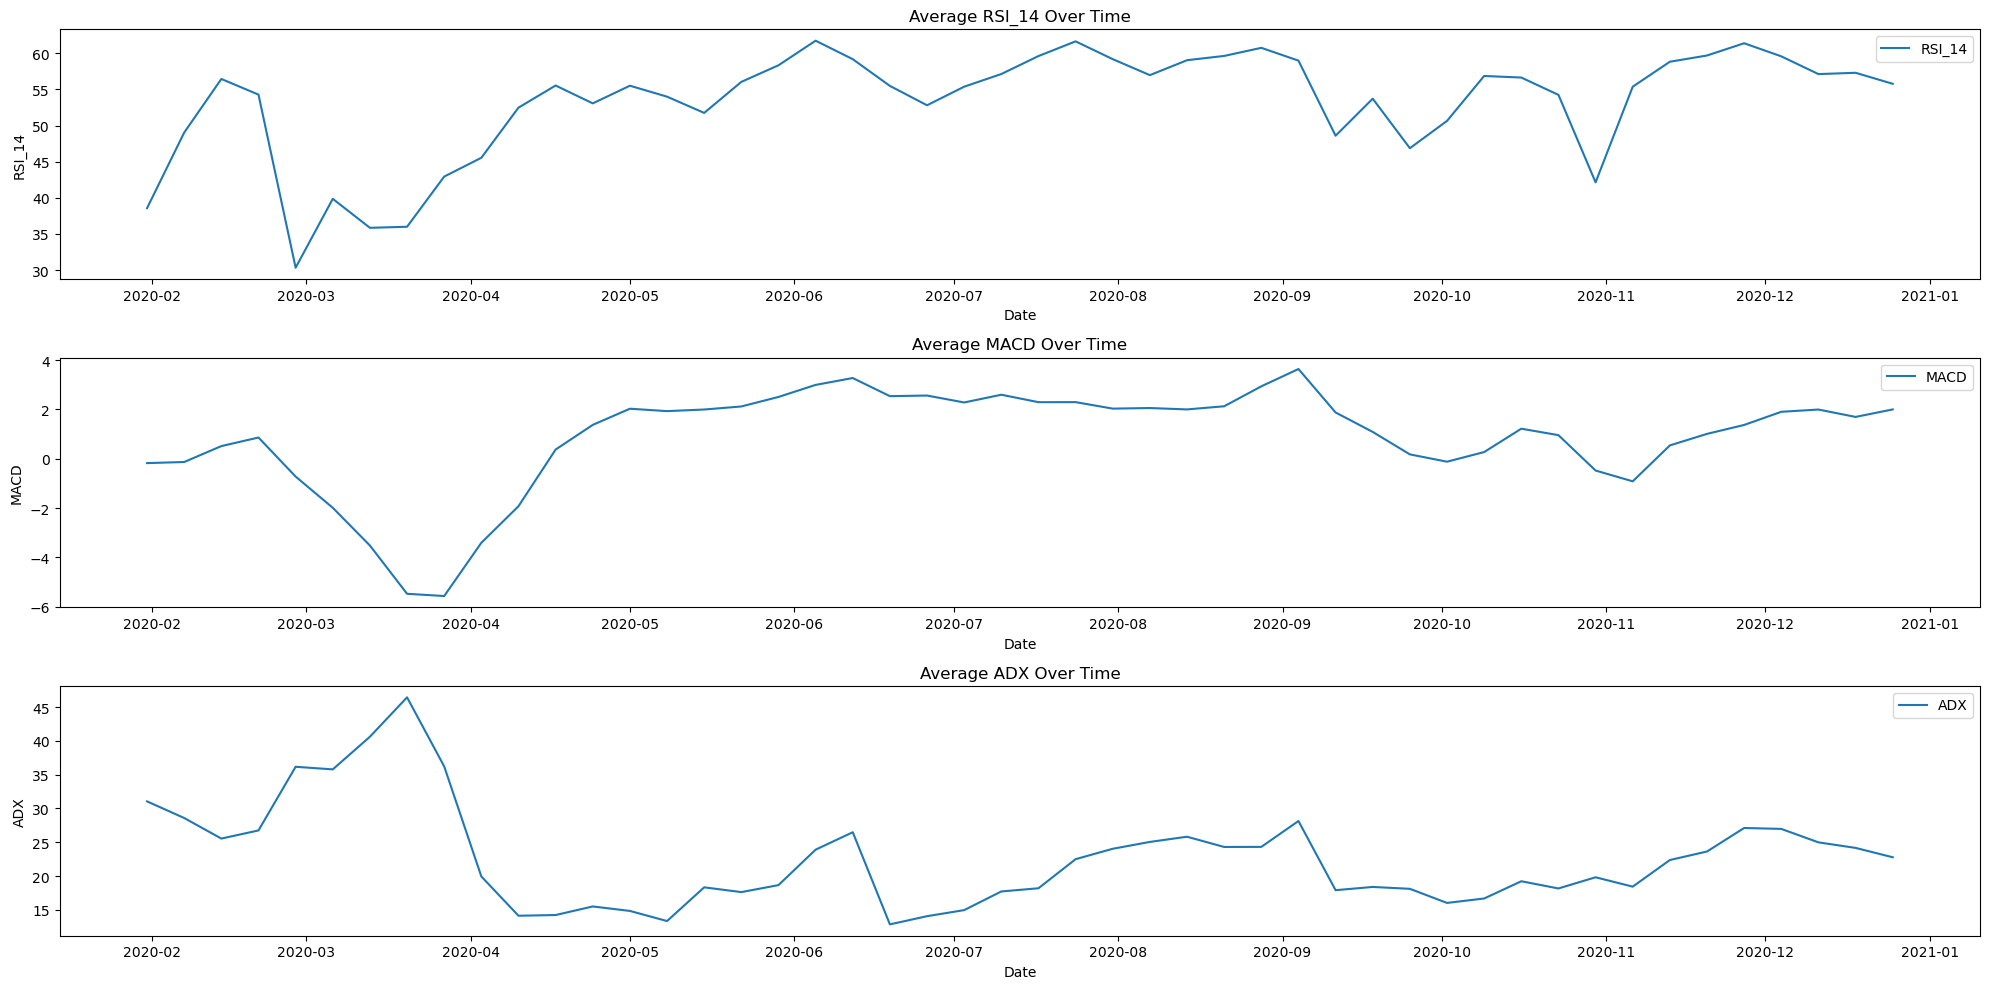 Average RSI_14 Over Time
RSI_14
60
55
50
45
40
35
30
RSI_14
2020-02 2020-03 2020-04 2020-05 2020-06 2020-07 2020-08 2020-09 2020-10 2020-11 2020-12 2021-01
Date
Average MACD Over Time
MACD
4
2
0
−2
−4
−6
MACD
2020-02 2020-03 2020-04 2020-05 2020-06 2020-07 2020-08 2020-09 2020-10 2020-11 2020-12 2021-01
Date
Average ADX Over Time
ADX
45
40
35
30
25
20
15
ADX
2020-02 2020-03 2020-04 2020-05 2020-06 2020-07 2020-08 2020-09 2020-10 2020-11 2020-12 2021-01
Date